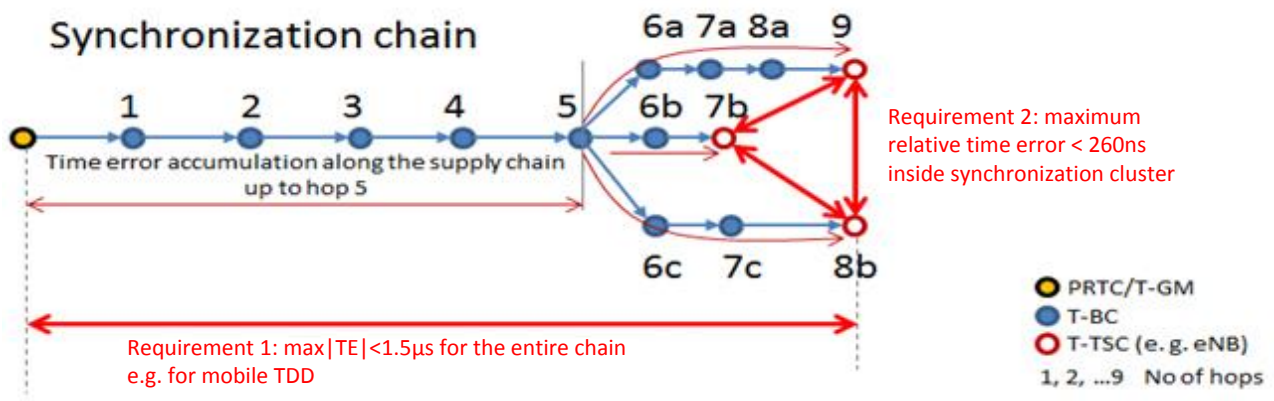 Synchronization chain
6a 7a 8a 9
1 2 3 4 5 6b 7b
Time error accumulation along the supply chain
up to hop 5
Requirement 2: maximum
relative time error < 260ns
inside synchronization cluster
6c 7c 8b
Requirement 1: max|TE|<1.5µs for the entire chain
e.g. for mobile TDD
PRTC/T-GM
T-BC
T-TSC (e. g. eNB)
1, 2, ...9 No of hops